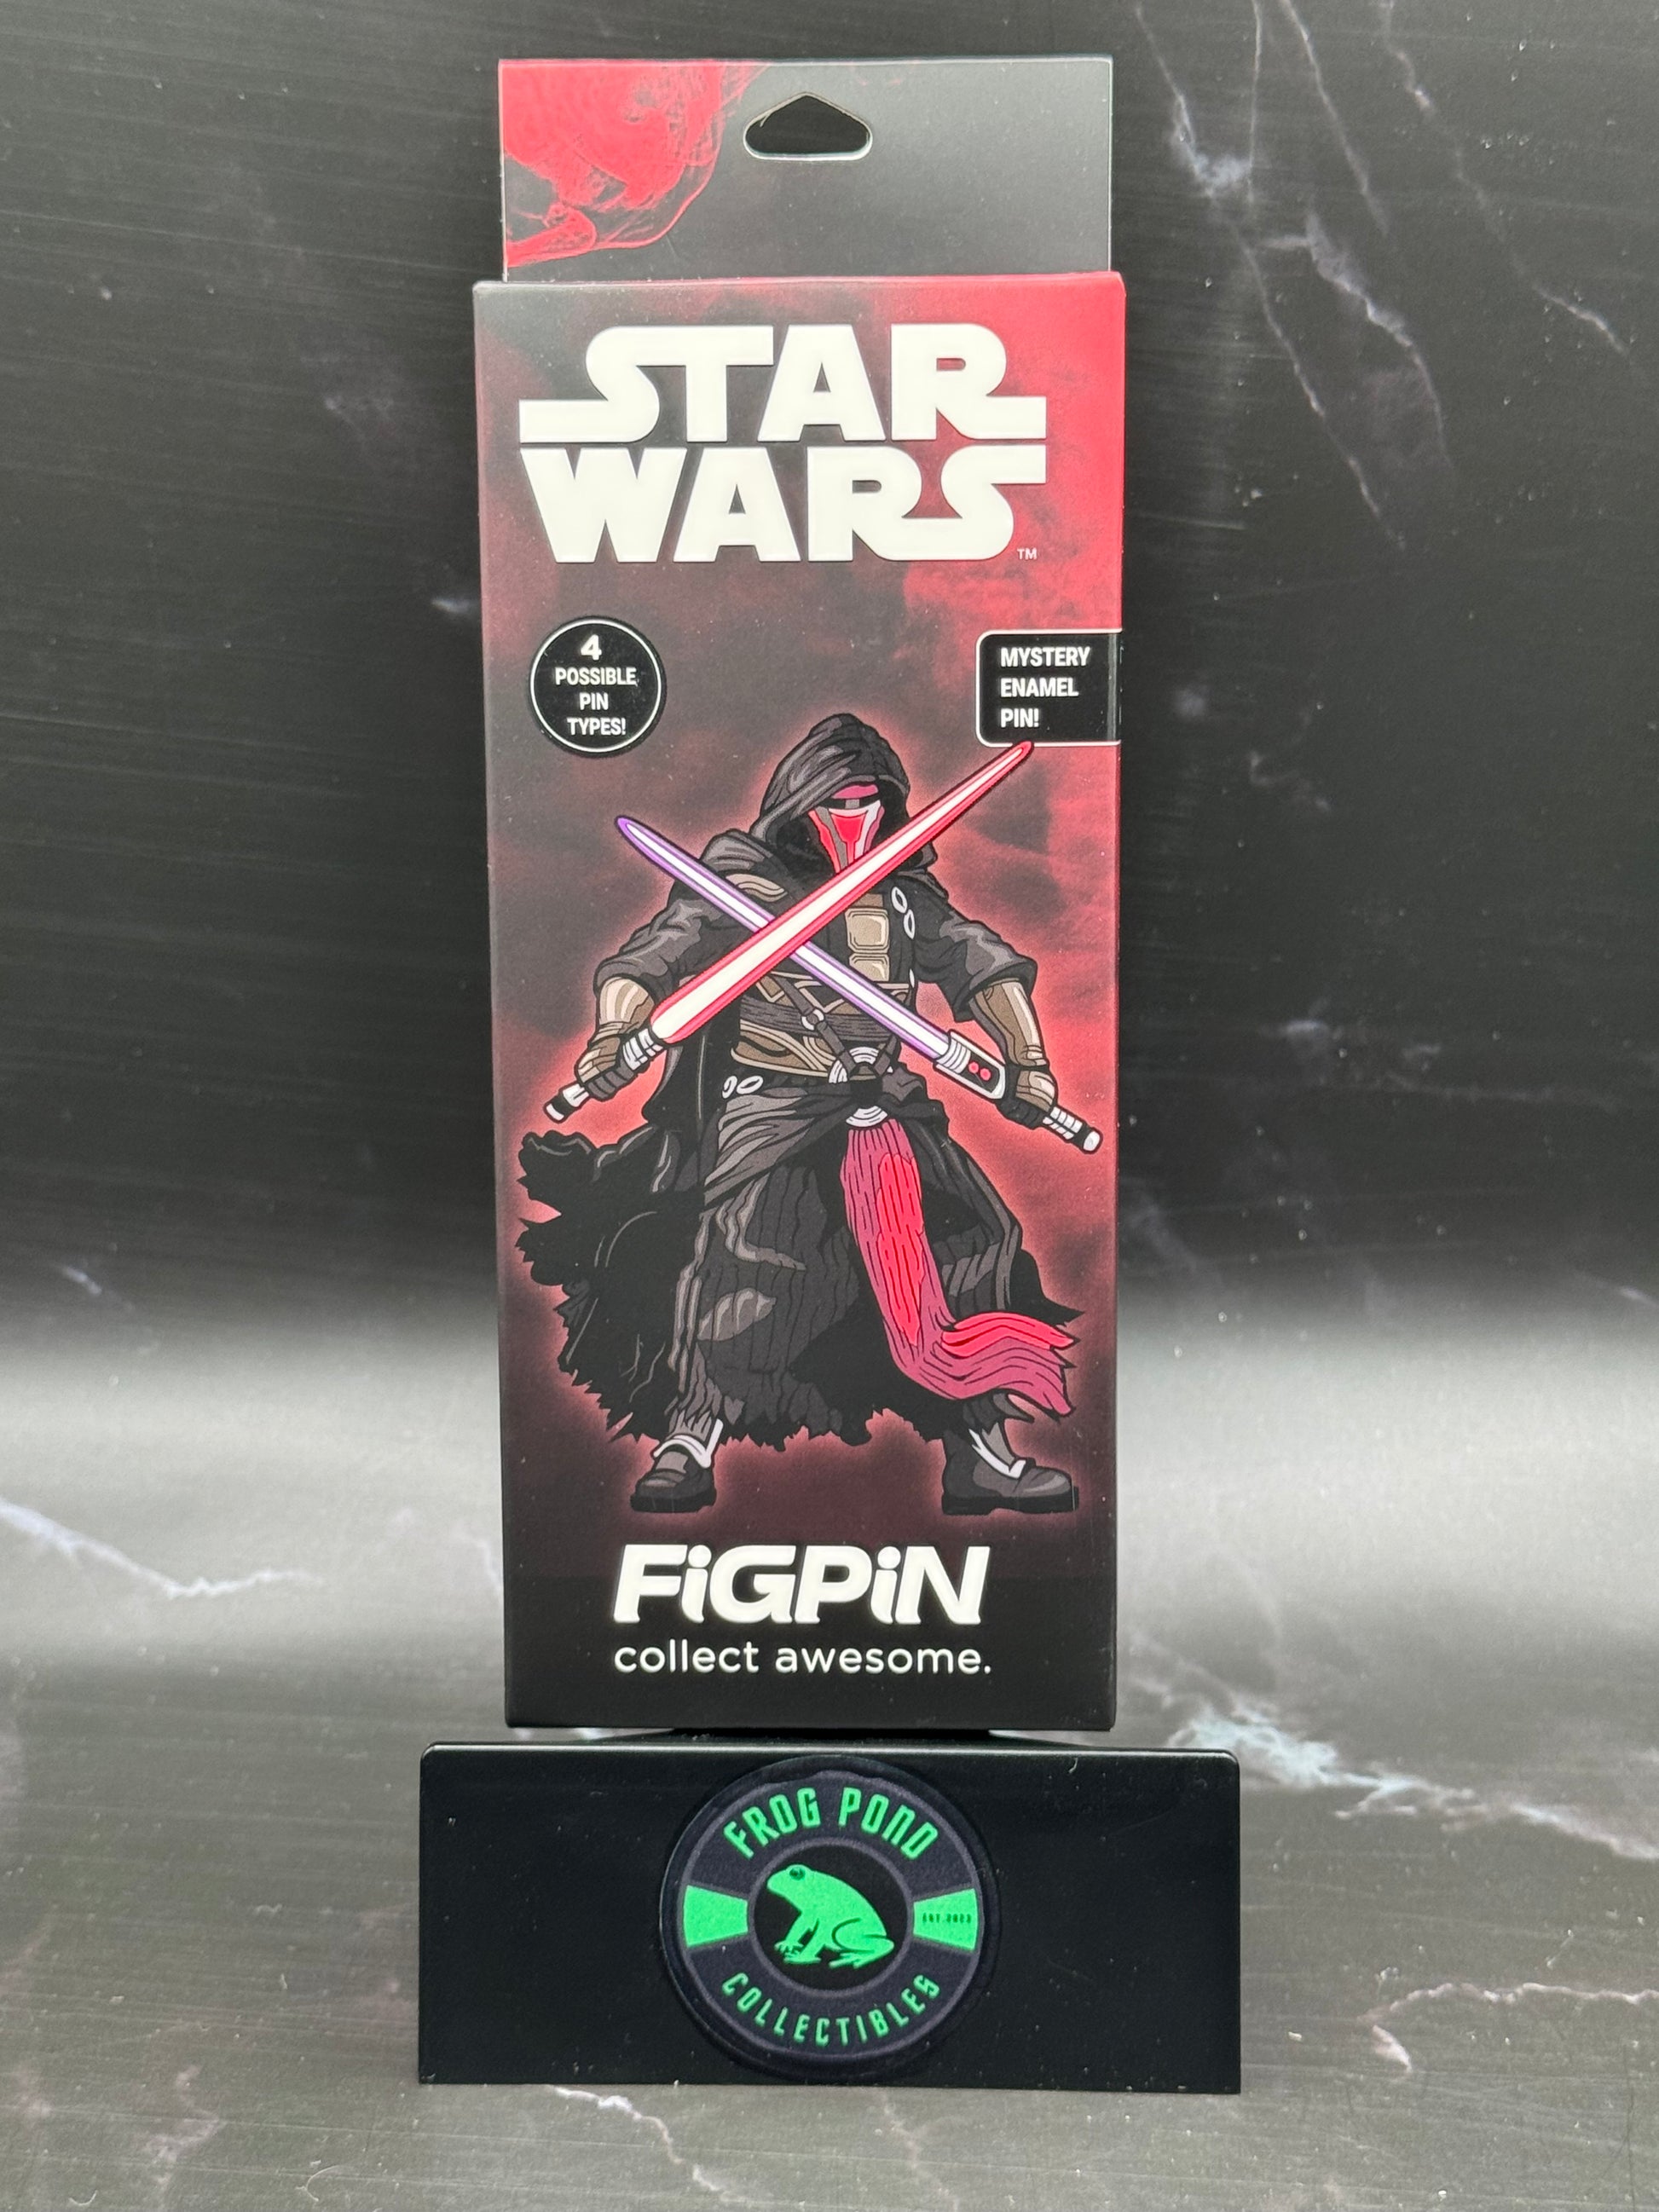 STAR
WARS
TM
4
POSSIBLE
PIN
TYPES!
MYSTERY
ENAMEL
PIN!
FiGPiN
collect awesome.
FROG POND
EST. 2023
COLLECTIBLES